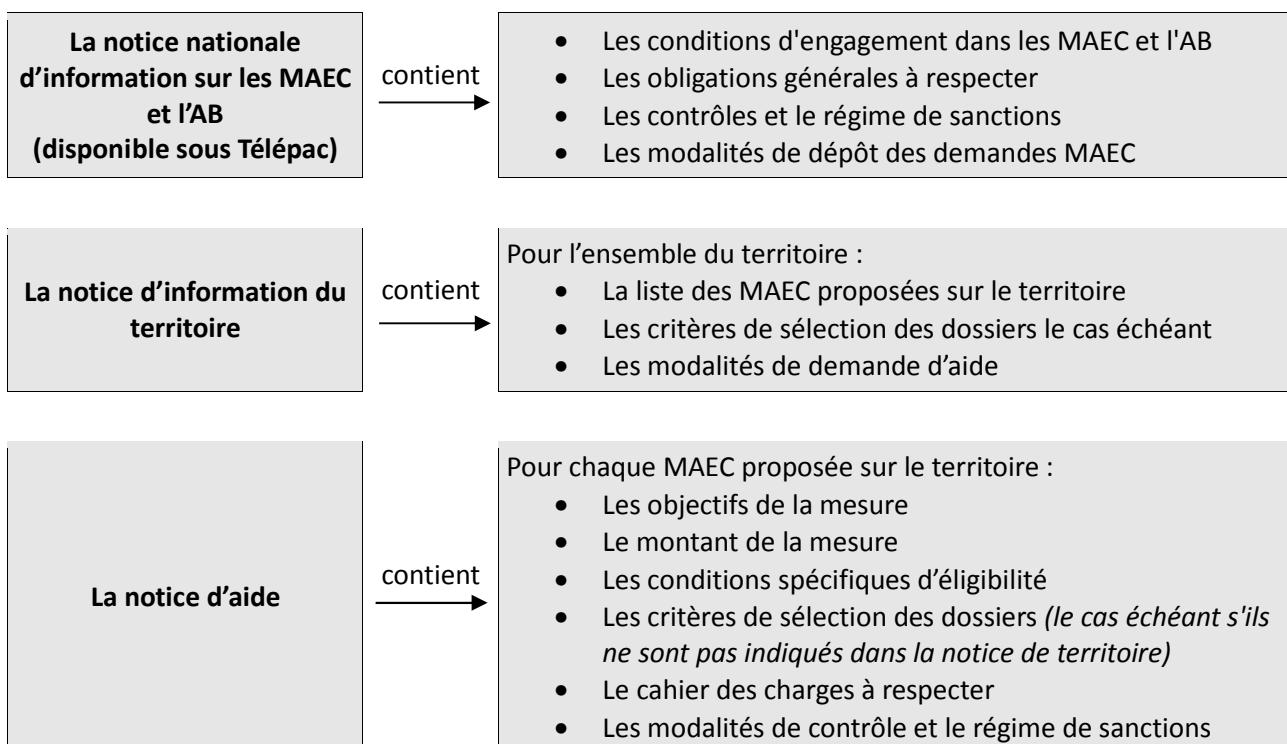 La notice nationale
d’information sur les MAEC
et l’AB
(disponible sous Télépac)
contient
• Les conditions d'engagement dans les MAEC et l'AB
• Les obligations générales à respecter
• Les contrôles et le régime de sanctions
• Les modalités de dépôt des demandes MAEC
La notice d’information du
territoire
contient
Pour l’ensemble du territoire :
• La liste des MAEC proposées sur le territoire
• Les critères de sélection des dossiers le cas échéant
• Les modalités de demande d’aide
La notice d’aide
contient
Pour chaque MAEC proposée sur le territoire :
• Les objectifs de la mesure
• Le montant de la mesure
• Les conditions spécifiques d’éligibilité
• Les critères de sélection des dossiers (le cas échéant s'ils
ne sont pas indiqués dans la notice de territoire)
• Le cahier des charges à respecter
• Les modalités de contrôle et le régime de sanctions